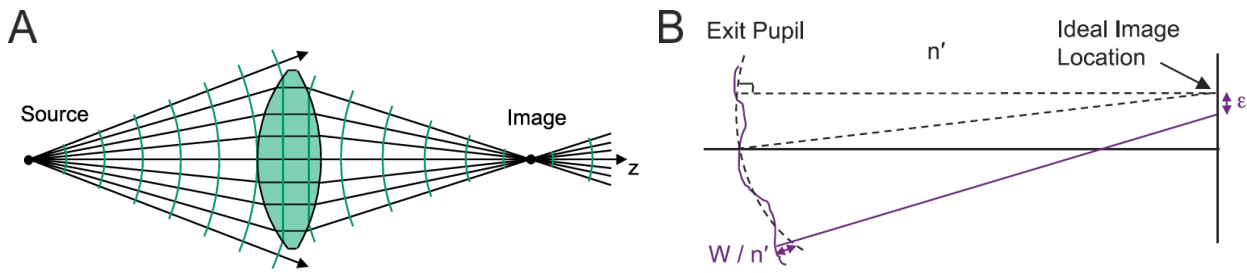 A
Source
Image
z
B
Exit Pupil
n′
Ideal Image
Location
ε
W / n′